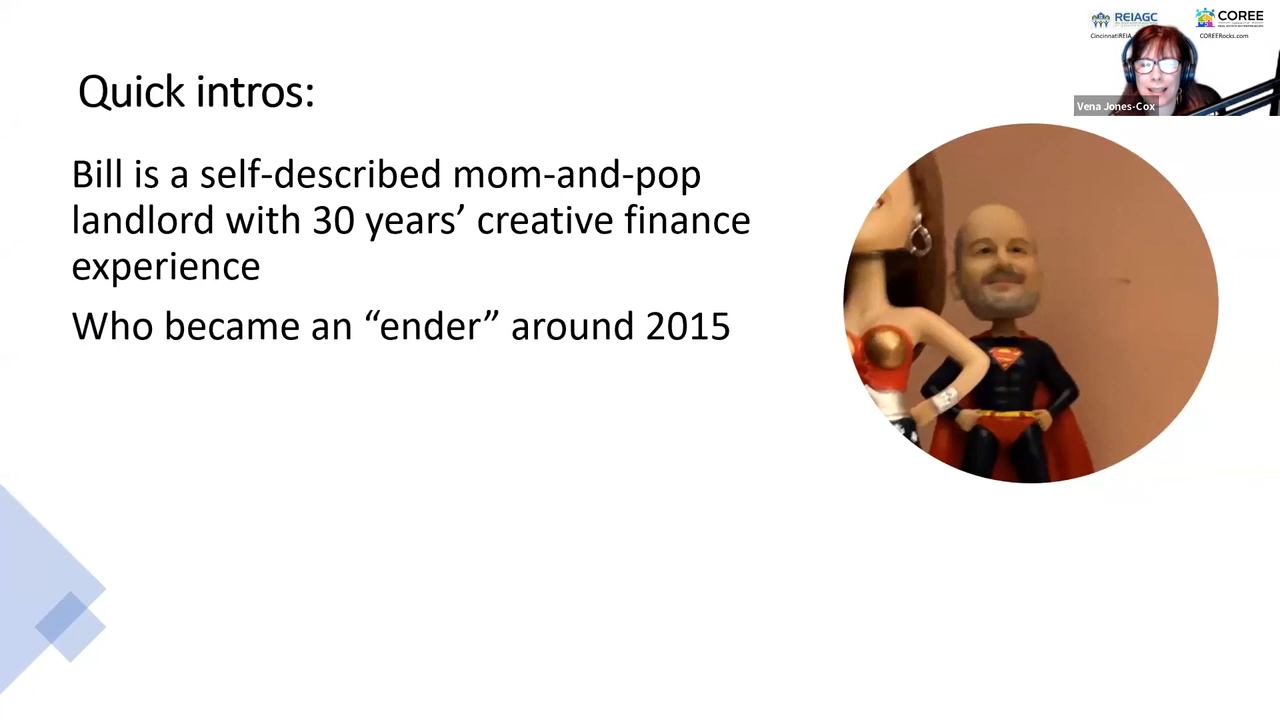 REIAGC
COREE
CincinnatiREIA
COREERocks.com
Vena Jones-Cox
Quick intros:
Bill is a self-described mom-and-pop
landlord with 30 years’ creative finance
experience
Who became an “ender” around 2015